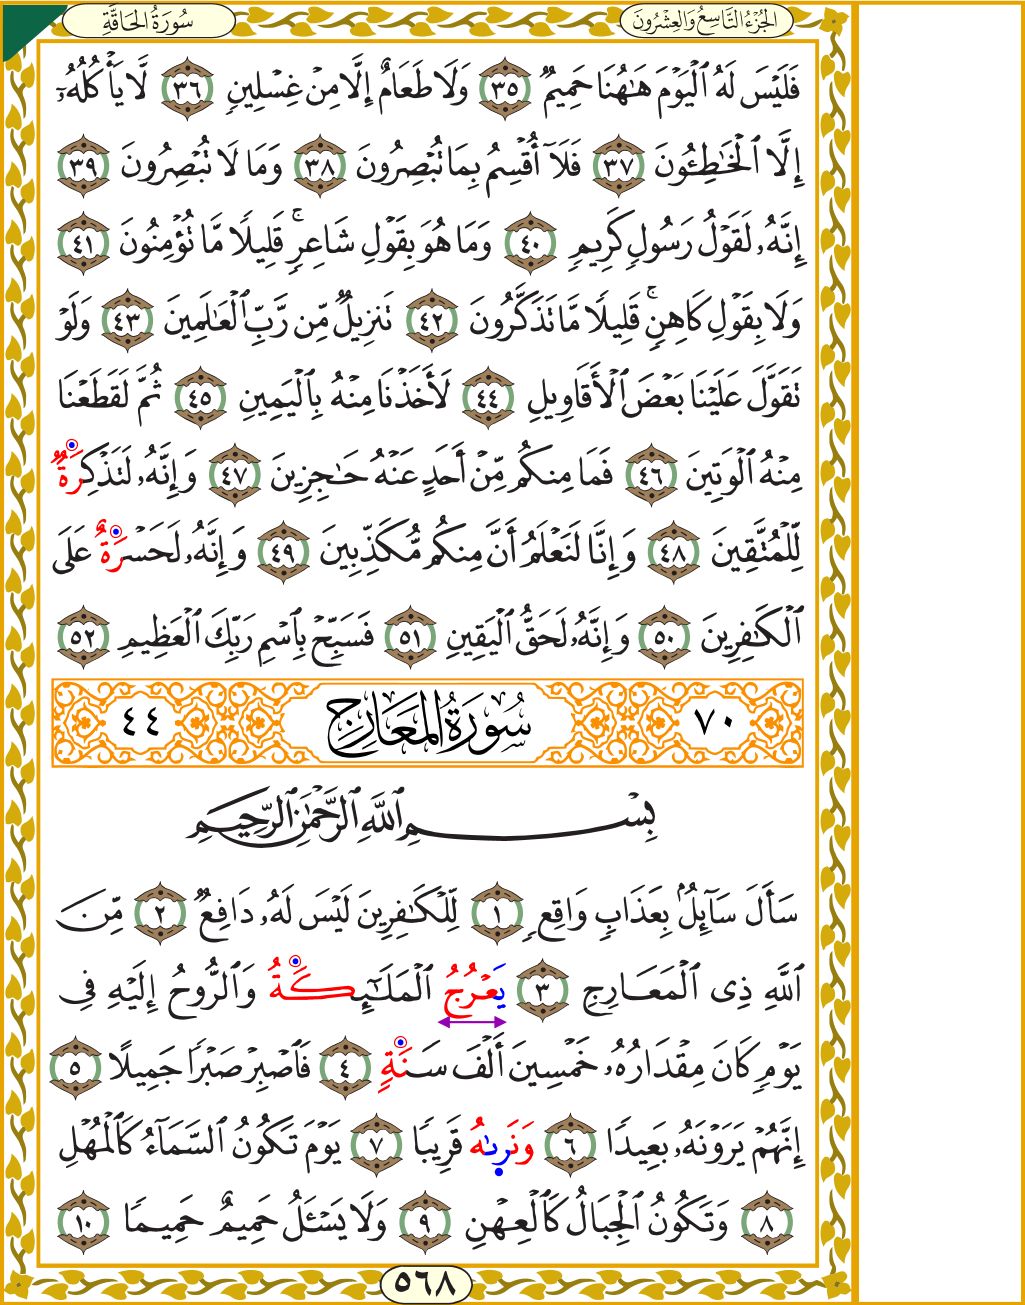 سُورَةُ الحَاقَّةِ
الجُزْءُ التَّاسِعُ وَالعِشْرُونَ
فَلَيْسَ لَهُ ٱلْيَوْمَ هَـٰهُنَا حَمِيمٌ ٣٥ وَلَا طَعَامٌ إِلَّا مِنْ غِسْلِينٍ ٣٦ لَّا يَأْكُلُهُۥٓ
إِلَّا ٱلْخَـٰطِـُٔونَ ٣٧ فَلَآ أُقْسِمُ بِمَا تُبْصِرُونَ ٣٨ وَمَا لَا تُبْصِرُونَ ٣٩
إِنَّهُۥ لَقَوْلُ رَسُولٍ كَرِيمٍ ٤٠ وَمَا هُوَ بِقَوْلِ شَاعِرٍ ۚ قَلِيلًا مَّا تُؤْمِنُونَ ٤١
وَلَا بِقَوْلِ كَاهِنٍ ۚ قَلِيلًا مَّا تَذَكَّرُونَ ٤٢ تَنزِيلٌ مِّن رَّبِّ ٱلْعَـٰلَمِينَ ٤٣ وَلَوْ
تَقَوَّلَ عَلَيْنَا بَعْضَ ٱلْأَقَاوِيلِ ٤٤ لَأَخَذْنَا مِنْهُ بِٱلْيَمِينِ ٤٥ ثُمَّ لَقَطَعْنَا
مِنْهُ ٱلْوَتِينَ ٤٦ فَمَا مِنكُم مِّنْ أَحَدٍ عَنْهُ حَـٰجِزِينَ ٤٧ وَإِنَّهُۥ لَتَذْكِرَةٌ
لِّلْمُتَّقِينَ ٤٨ وَإِنَّا لَنَعْلَمُ أَنَّ مِنكُم مُّكَذِّبِينَ ٤٩ وَإِنَّهُۥ لَحَسْرَةٌ عَلَى
ٱلْكَـٰفِرِينَ ٥٠ وَإِنَّهُۥ لَحَقُّ ٱلْيَقِينِ ٥١ فَسَبِّحْ بِٱسْمِ رَبِّكَ ٱلْعَظِيمِ ٥٢
٧٠ سُورَةُ المَعَارِجِ ٤٤
بِسْمِ ٱللَّهِ ٱلرَّحْمَـٰنِ ٱلرَّحِيمِ
سَأَلَ سَآئِلٌۢ بِعَذَابٍ وَاقِعٍ ١ لِّلْكَـٰفِرِينَ لَيْسَ لَهُۥ دَافِعٌ ٢ مِّنَ
ٱللَّهِ ذِى ٱلْمَعَارِجِ ٣ يَعْرُجُ ٱلْمَلَـٰٓئِكَةُ وَٱلرُّوحُ إِلَيْهِ فِى
يَوْمٍ كَانَ مِقْدَارُهُۥ خَمْسِينَ أَلْفَ سَنَةٍ ٤ فَٱصْبِرْ صَبْرًا جَمِيلًا ٥
إِنَّهُمْ يَرَوْنَهُۥ بَعِيدًا ٦ وَنَرَىٰهُ قَرِيبًا ٧ يَوْمَ تَكُونُ ٱلسَّمَآءُ كَٱلْمُهْلِ
٨ وَتَكُونُ ٱلْجِبَالُ كَٱلْعِهْنِ ٩ وَلَا يَسْـَٔلُ حَمِيمٌ حَمِيمًا ١٠
٥٦٨